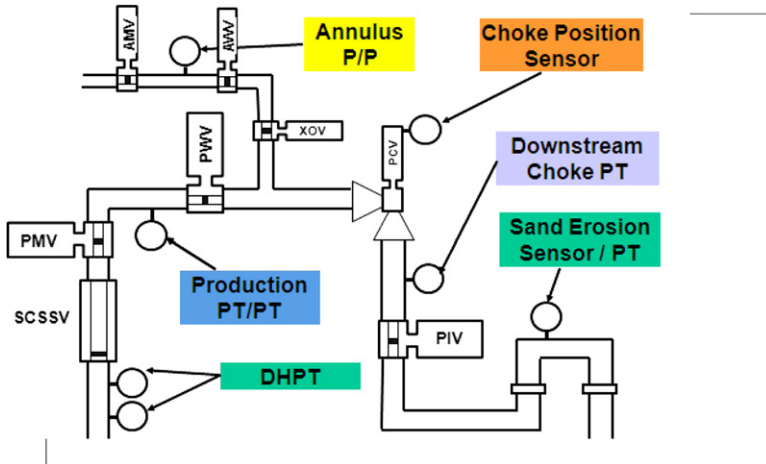 AMV
AWV
Annulus
P/P
Choke Position
Sensor
XOV
PWV
PCV
Downstream
Choke PT
PMV
Sand Erosion
Sensor / PT
Production
PT/PT
SCSSV
PIV
DHPT